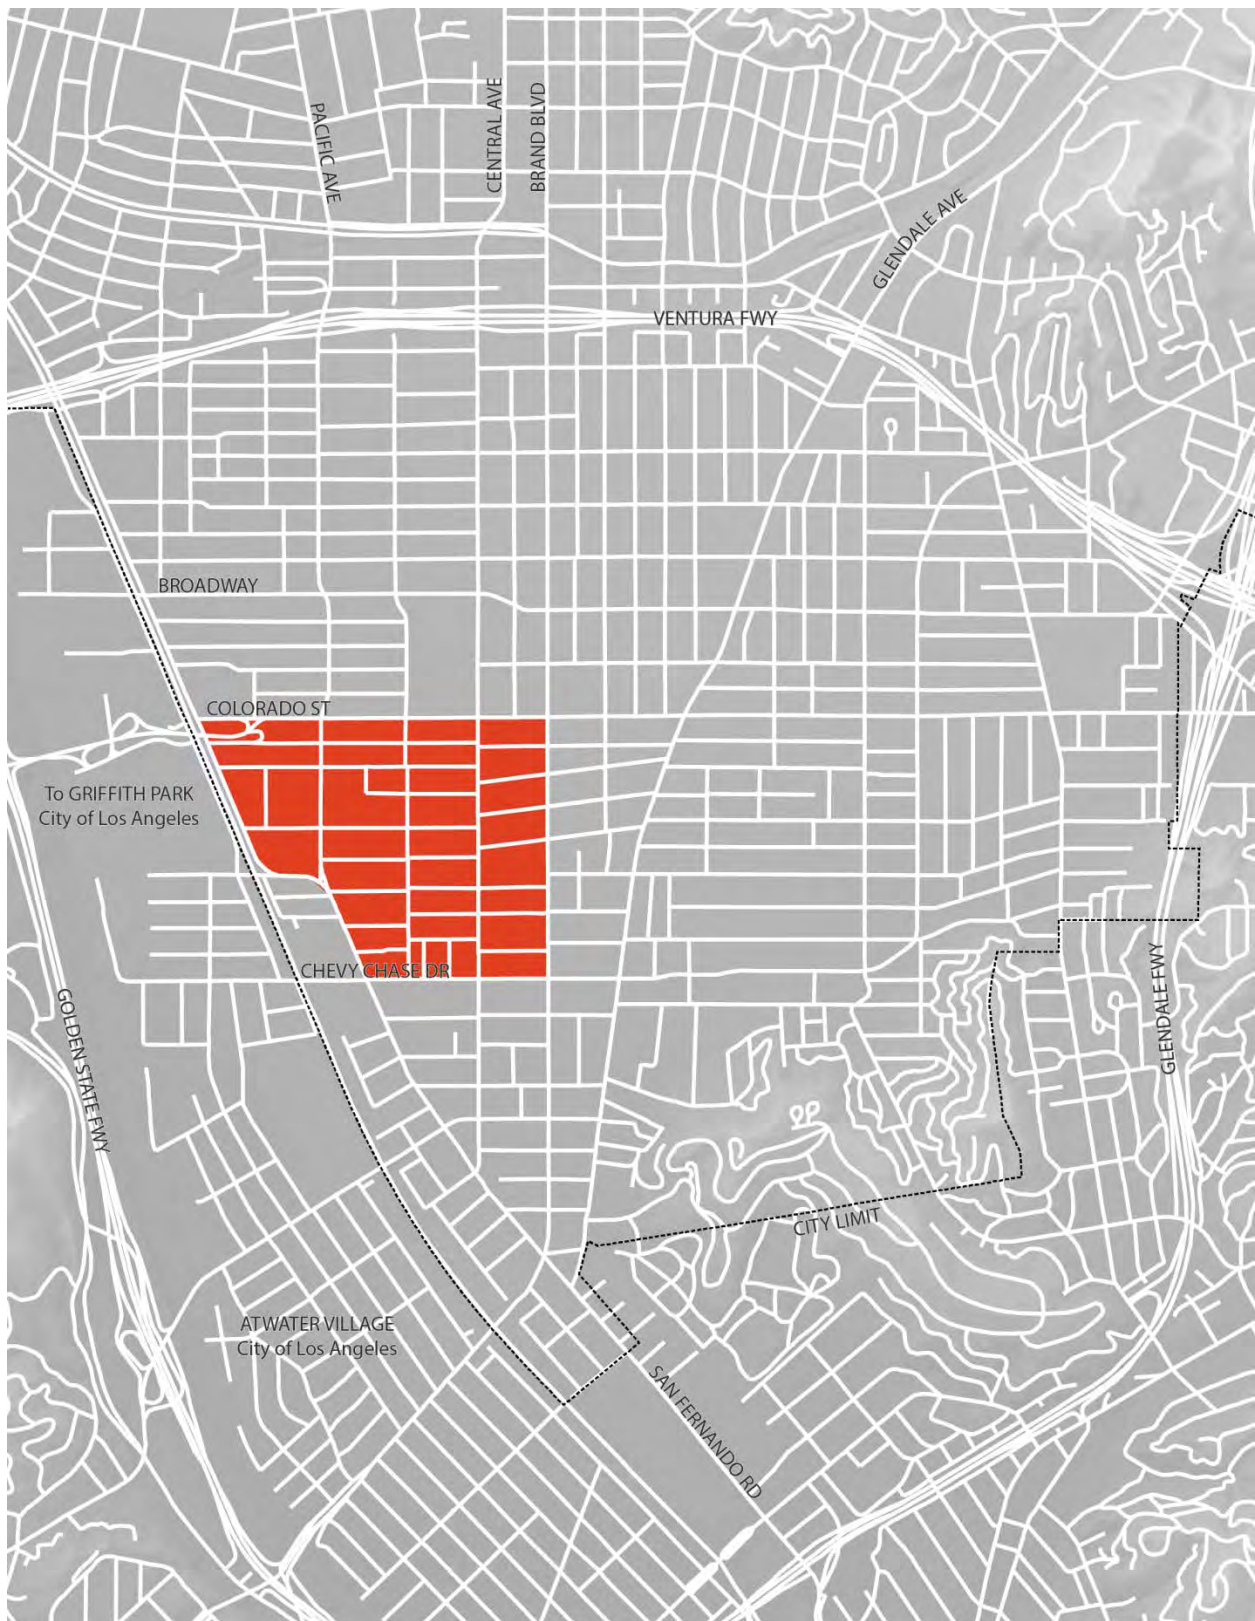 PACIFIC AVE
CENTRAL AVE
BRAND BLVD
GLENDALE AVE
VENTURA FWY
BROADWAY
COLORADO ST
To GRIFFITH PARK
City of Los Angeles
CHEVY CHASE DR
GOLDEN STATE FWY
GLENDALE FWY
CITY LIMIT
ATWATER VILLAGE
City of Los Angeles
SAN FERNANDO RD